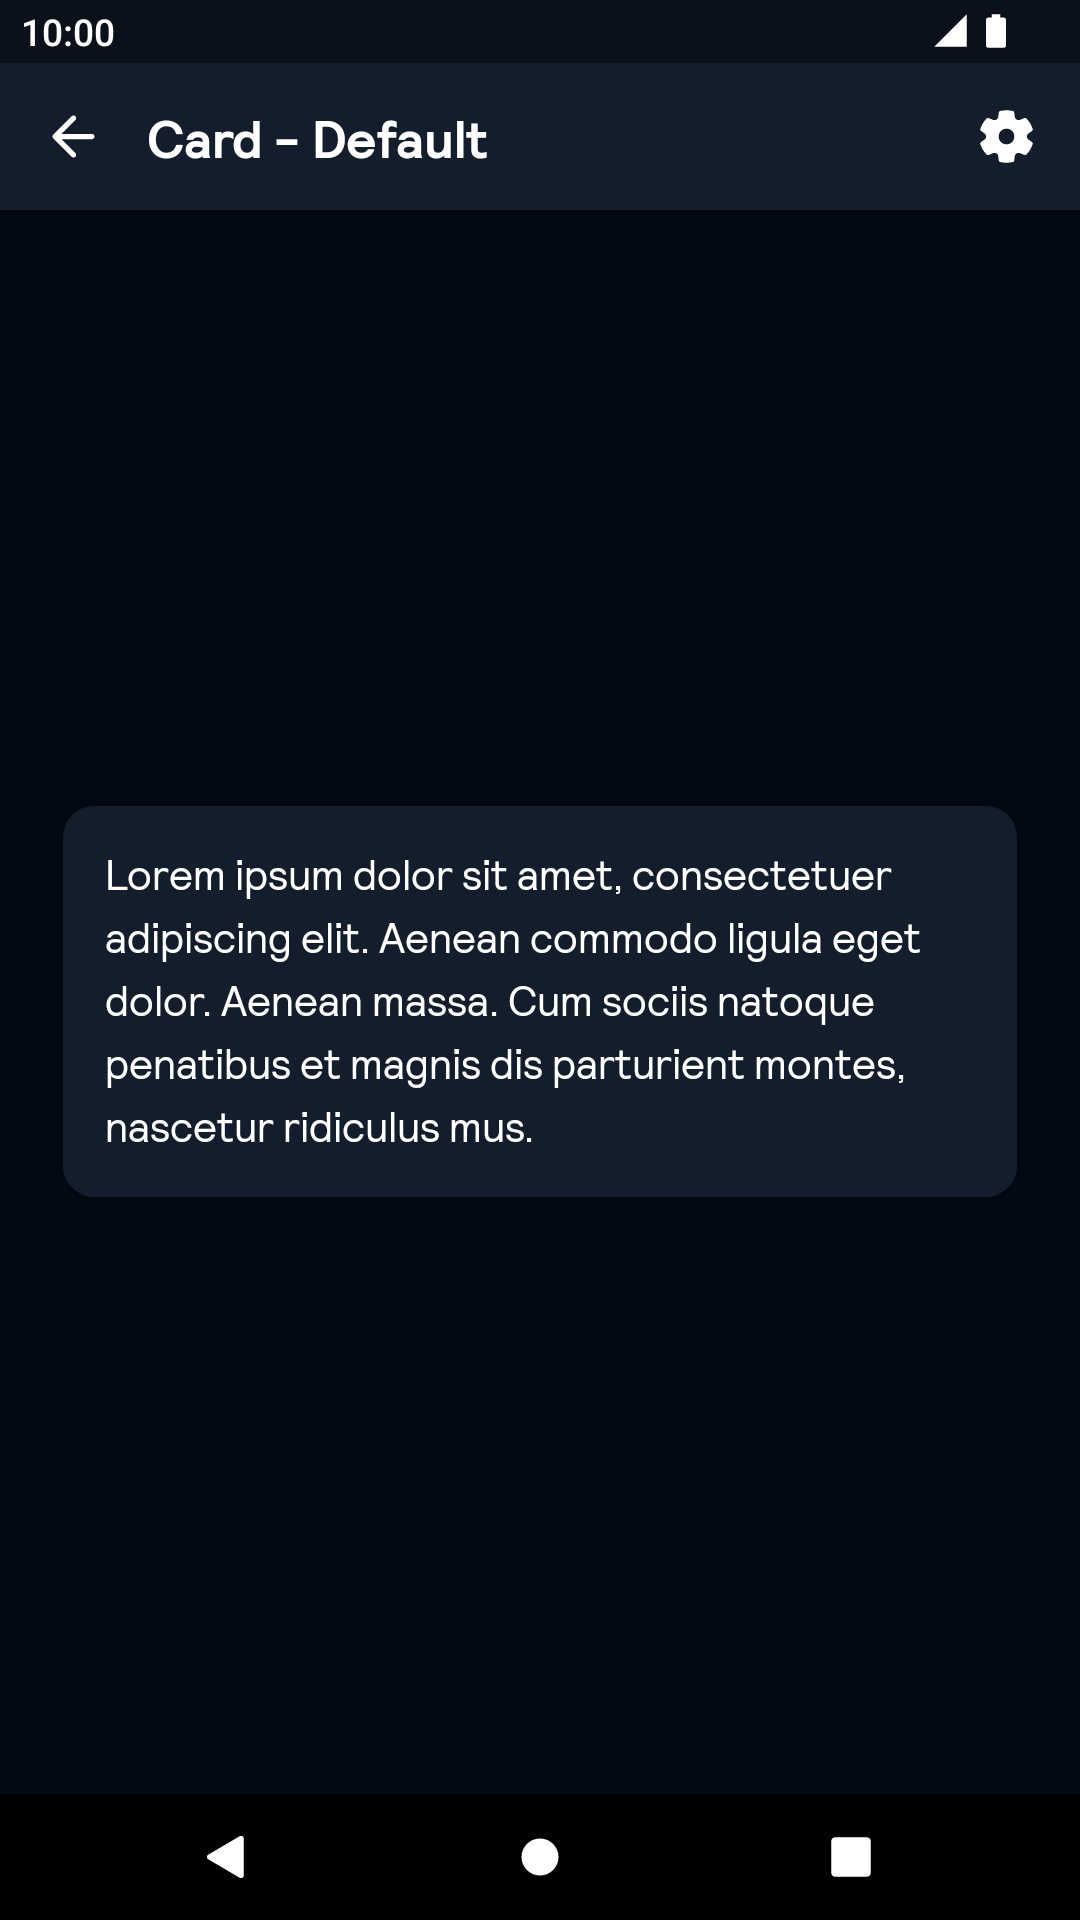 10:00
Card - Default
Lorem ipsum dolor sit amet, consectetuer
adipiscing elit. Aenean commodo ligula eget
dolor. Aenean massa. Cum sociis natoque
penatibus et magnis dis parturient montes,
nascetur ridiculus mus.